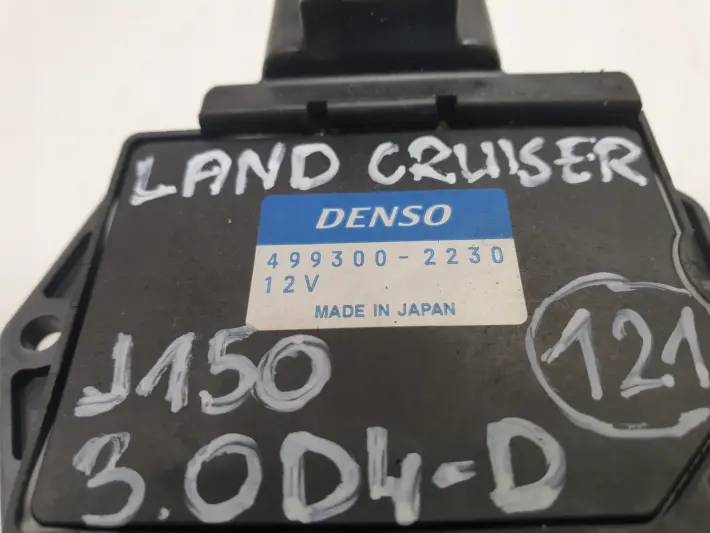 LAND CRUISER
DENSO
499300-2230
12V
MADE IN JAPAN
121
J150
3.0D4-D